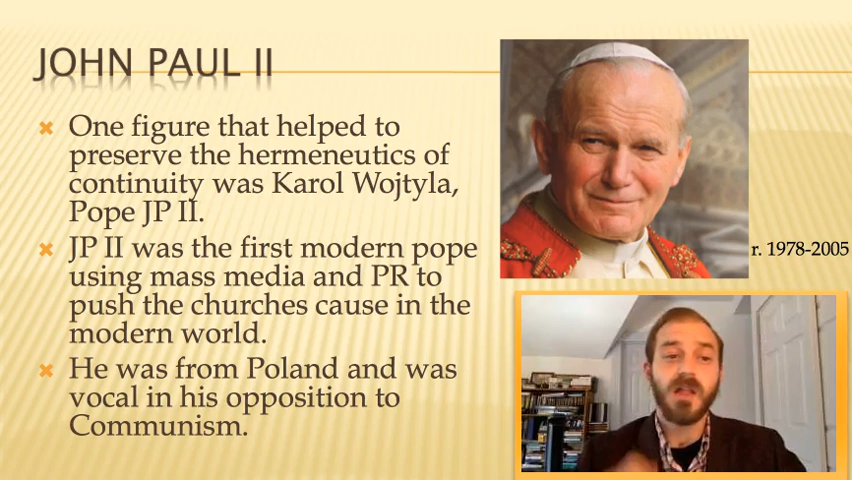 JOHN PAUL II
One figure that helped to
preserve the hermeneutics of
continuity was Karol Wojtyla,
Pope JP II.
JP II was the first modern pope
using mass media and PR to
push the churches cause in the
modern world.
He was from Poland and was
vocal in his opposition to
Communism.
r. 1978-2005